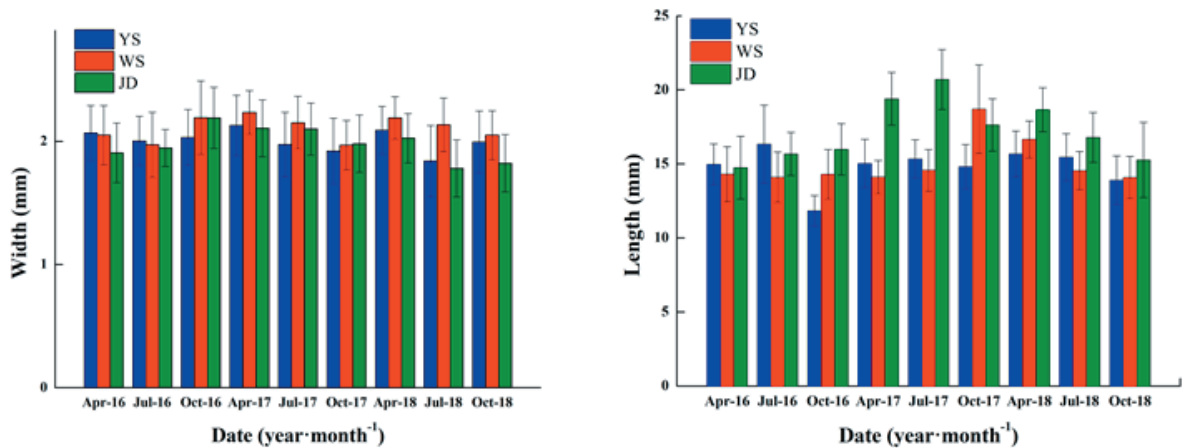 YS
WS
JD
2
1
0
Width (mm)
Apr-16 Jul-16 Oct-16 Apr-17 Jul-17 Oct-17 Apr-18 Jul-18 Oct-18
Date (year·month⁻¹)
YS
WS
JD
25
20
15
10
5
0
Length (mm)
Apr-16 Jul-16 Oct-16 Apr-17 Jul-17 Oct-17 Apr-18 Jul-18 Oct-18
Date (year·month⁻¹)